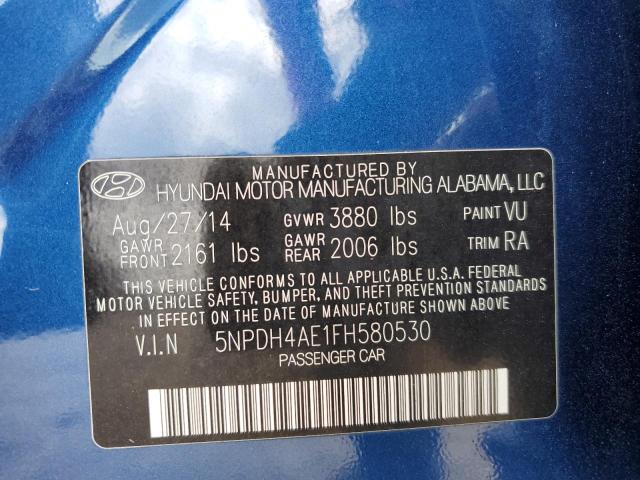 MANUFACTURED BY
HYUNDAI MOTOR MANUFACTURING ALABAMA, LLC
Aug/27/14 GVWR 3880 lbs PAINT VU
GAWR FRONT 2161 lbs GAWR REAR 2006 lbs TRIM RA
THIS VEHICLE CONFORMS TO ALL APPLICABLE U.S.A. FEDERAL
MOTOR VEHICLE SAFETY, BUMPER, AND THEFT PREVENTION STANDARDS
IN EFFECT ON THE DATE OF MANUFACTURE SHOWN ABOVE
V.I.N 5NPDH4AE1FH580530
PASSENGER CAR